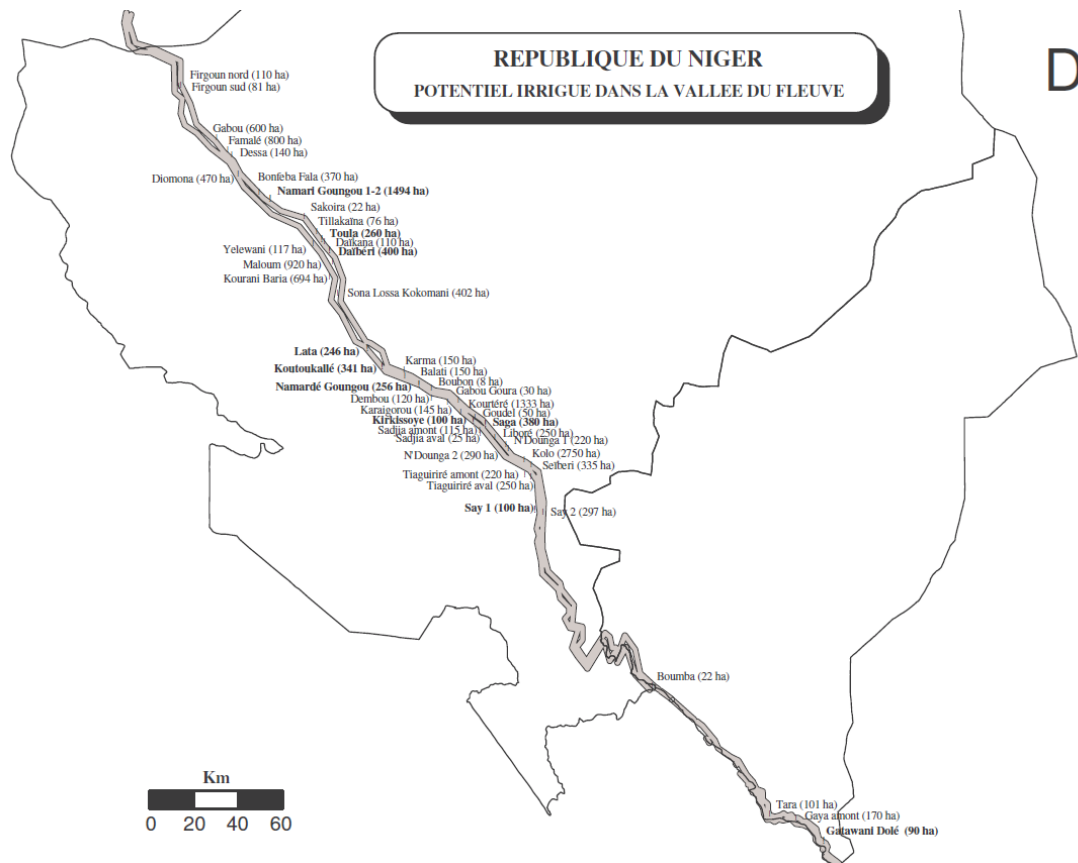 REPUBLIQUE DU NIGER
POTENTIEL IRRIGUE DANS LA VALLEE DU FLEUVE
D
Firgoun nord (110 ha)
Firgoun sud (81 ha)
Gabou (600 ha)
Famalé (800 ha)
Dessa (140 ha)
Diomona (470 ha)
Bonfeba Fala (370 ha)
Namari Goungou 1-2 (1494 ha)
Sakoira (22 ha)
Tillakaïna (76 ha)
Toula (260 ha)
Daïkana (110 ha)
Yelewani (117 ha)
Daïbéri (400 ha)
Maloum (920 ha)
Kourani Baria (694 ha)
Sona Lossa Kokomani (402 ha)
Lata (246 ha)
Karma (150 ha)
Koutoukallé (341 ha)
Balati (150 ha)
Boubon (8 ha)
Namardé Goungou (256 ha)
Gabou Goura (30 ha)
Dembou (120 ha)
Kourtéré (1333 ha)
Karaigorou (145 ha)
Goudel (50 ha)
Kirkissoye (100 ha)
Saga (380 ha)
Sadjia amont (115 ha)
Liboré (250 ha)
Sadjia aval (25 ha)
N'Dounga 1 (220 ha)
N'Dounga 2 (290 ha)
Kolo (2750 ha)
Seïberi (335 ha)
Tiaguiriré amont (220 ha)
Tiaguiriré aval (250 ha)
Say 1 (100 ha)
Say 2 (297 ha)
Boumba (22 ha)
Km
0 20 40 60
Tara (101 ha)
Gaya amont (170 ha)
Gatawani Dolé (90 ha)